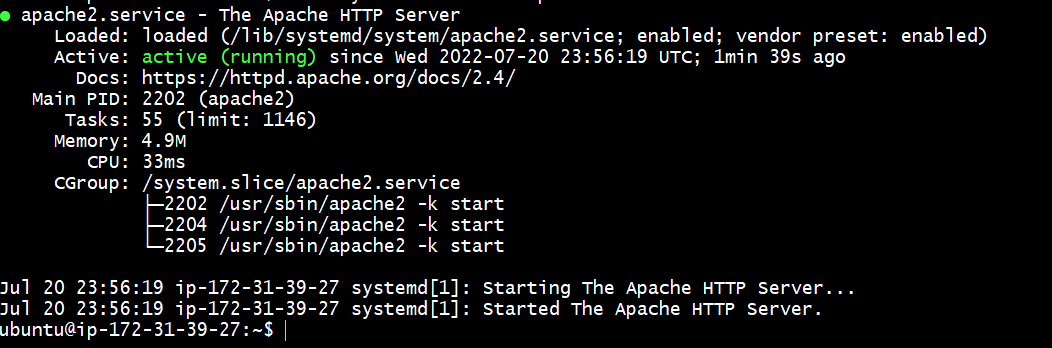 ● apache2.service - The Apache HTTP Server
Loaded: loaded (/lib/systemd/system/apache2.service; enabled; vendor preset: enabled)
Active: active (running) since Wed 2022-07-20 23:56:19 UTC; 1min 39s ago
Docs: https://httpd.apache.org/docs/2.4/
Main PID: 2202 (apache2)
Tasks: 55 (limit: 1146)
Memory: 4.9M
CPU: 33ms
CGroup: /system.slice/apache2.service
├─2202 /usr/sbin/apache2 -k start
├─2204 /usr/sbin/apache2 -k start
└─2205 /usr/sbin/apache2 -k start
Jul 20 23:56:19 ip-172-31-39-27 systemd[1]: Starting The Apache HTTP Server...
Jul 20 23:56:19 ip-172-31-39-27 systemd[1]: Started The Apache HTTP Server.
ubuntu@ip-172-31-39-27:~$